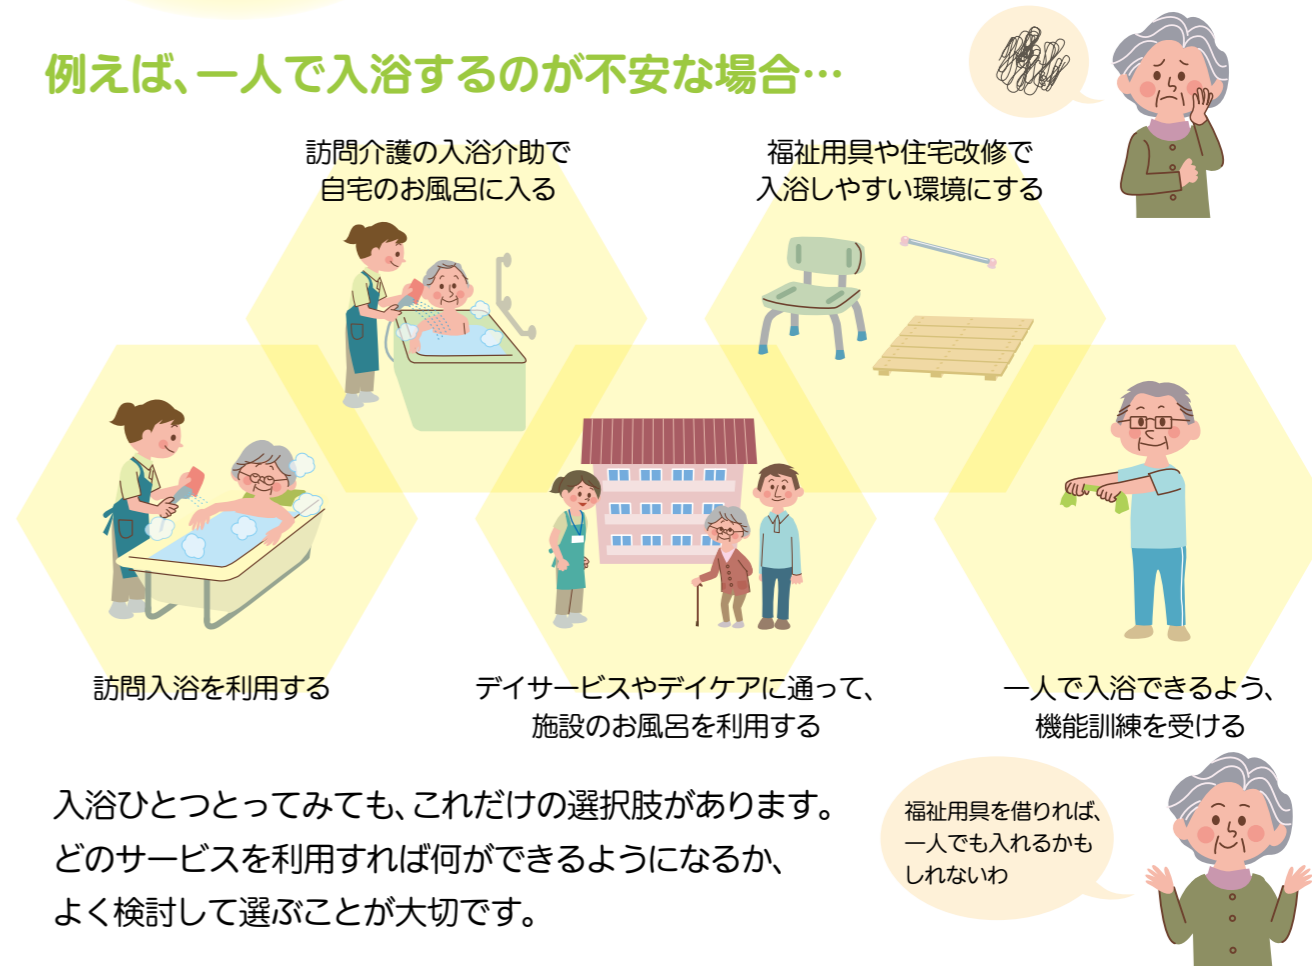 例えば、一人で入浴するのが不安な場合…
訪問介護の入浴介助で
自宅のお風呂に入る
福祉用具や住宅改修で
入浴しやすい環境にする
訪問入浴を利用する
デイサービスやデイケアに通って、
施設のお風呂を利用する
一人で入浴できるよう、
機能訓練を受ける
入浴ひとつとってみても、これだけの選択肢があります。
どのサービスを利用すれば何ができるようになるか、
よく検討して選ぶことが大切です。
福祉用具を借りれば、
一人でも入れるかも
しれないわ